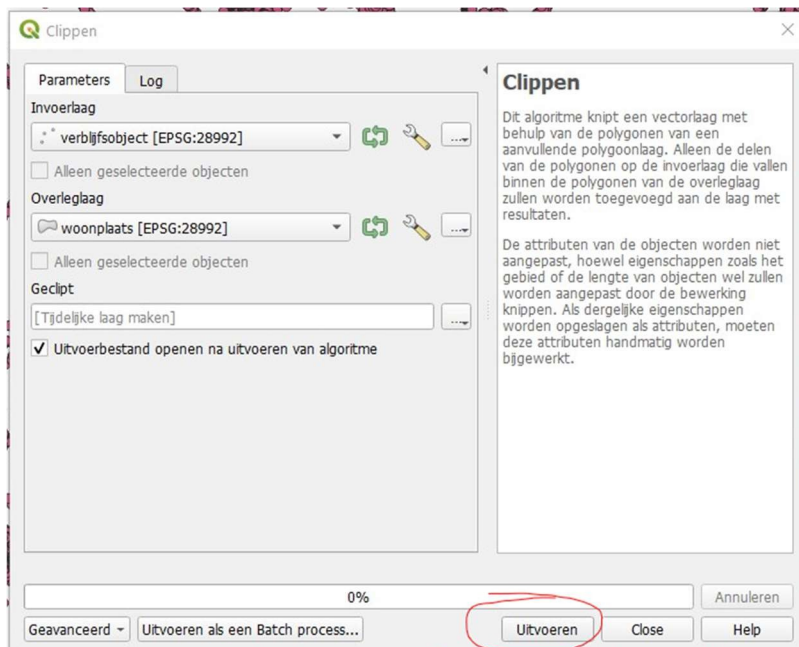 Clippen
Parameters
Log
Invoerlaag
verblijfsobject [EPSG:28992]
...
Alleen geselecteerde objecten
Overleglaag
woonplaats [EPSG:28992]
...
Alleen geselecteerde objecten
Geclipt
[Tijdelijke laag maken]
...
Uitvoerbestand openen na uitvoeren van algoritme
Clippen
Dit algoritme knipt een vectorlaag met
behulp van de polygonen van een
aanvullende polygoonlaag. Alleen de delen
van de polygonen op de invoerlaag die vallen
binnen de polygonen van de overleglaag
zullen worden toegevoegd aan de laag met
resultaten.
De attributen van de objecten worden niet
aangepast, hoewel eigenschappen zoals het
gebied of de lengte van objecten wel zullen
worden aangepast door de bewerking
knippen. Als dergelijke eigenschappen
worden opgeslagen als attributen, moeten
deze attributen handmatig worden
bijgewerkt.
0%
Annuleren
Geavanceerd
Uitvoeren als een Batch process...
Uitvoeren
Close
Help